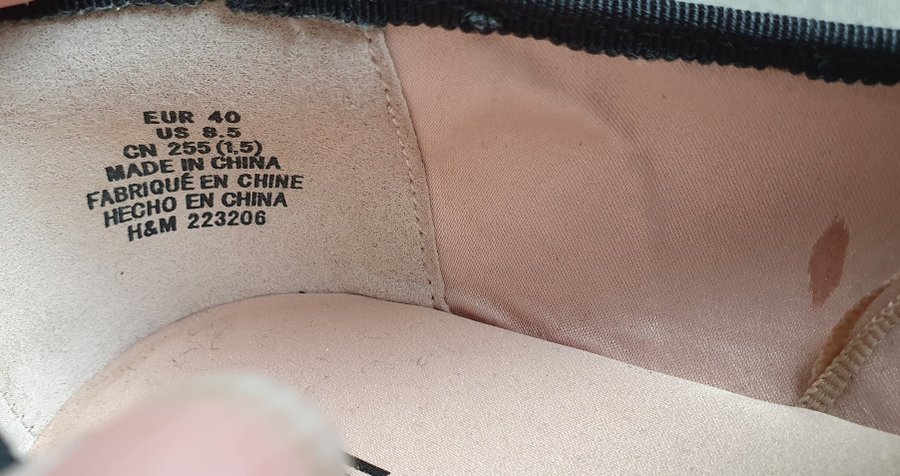 EUR 40
US 8.5
CN 255 (1,5)
MADE IN CHINA
FABRIQUÉ EN CHINE
HECHO EN CHINA
H&M 223206